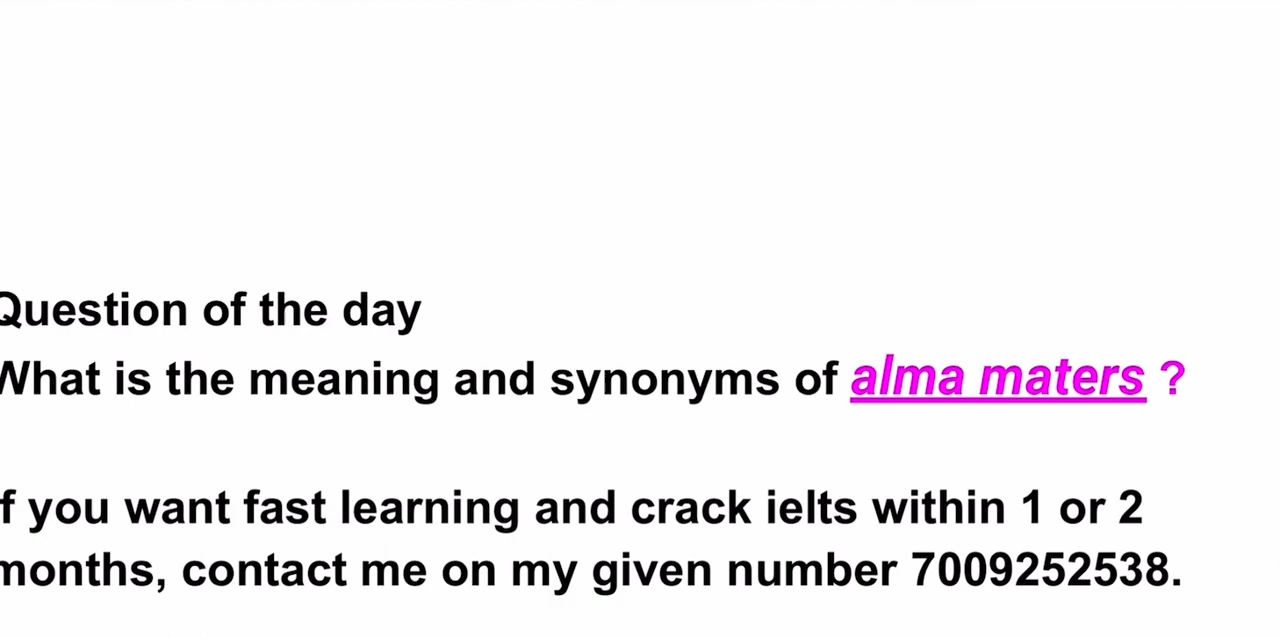 Question of the day
What is the meaning and synonyms of alma maters ?
If you want fast learning and crack ielts within 1 or 2
months, contact me on my given number 7009252538.